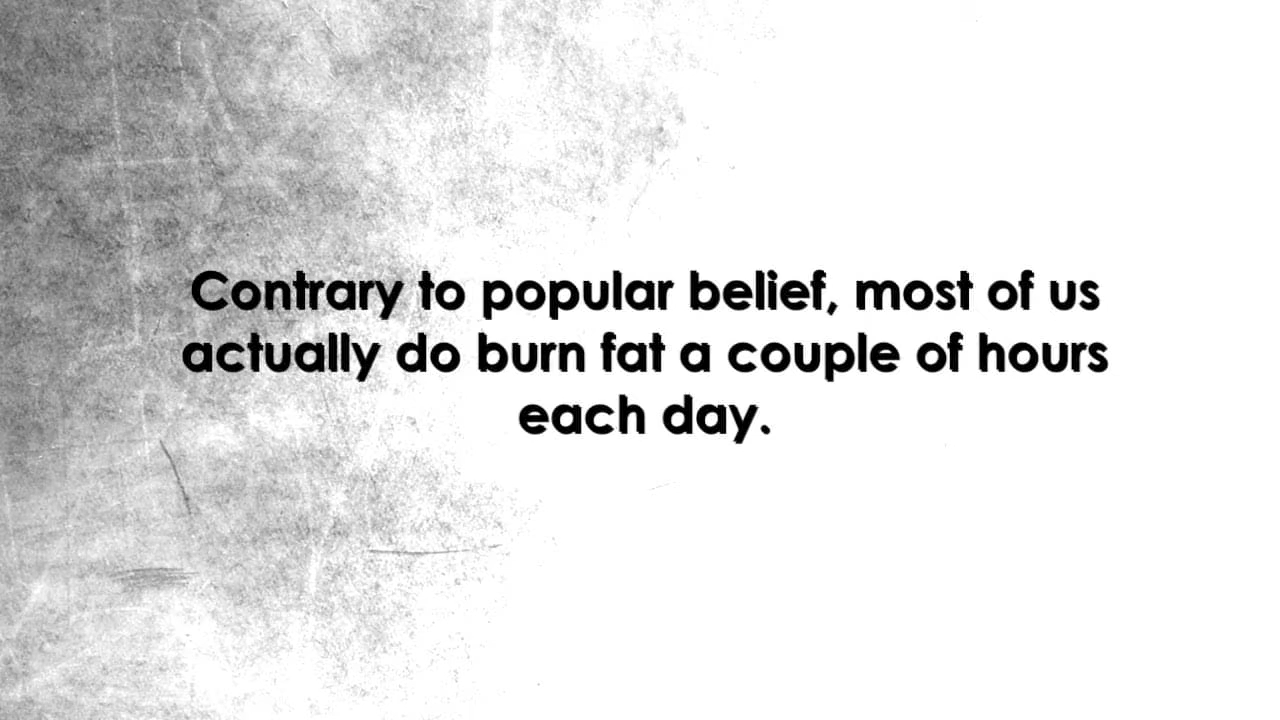 Contrary to popular belief, most of us
actually do burn fat a couple of hours
each day.